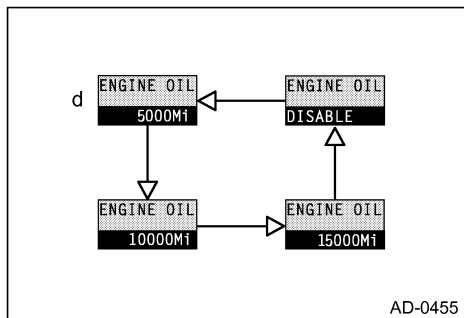 ENGINE OIL
5000Mi
ENGINE OIL
DISABLE
d
ENGINE OIL
10000Mi
ENGINE OIL
15000Mi
AD-0455